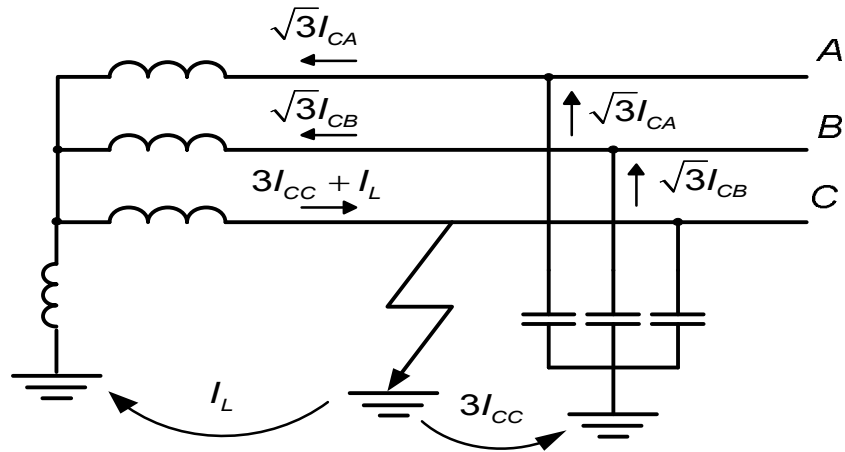 √3I_CA
A
√3I_CA
√3I_CB
B
√3I_CB
3I_CC + I_L
C
I_L
3I_CC